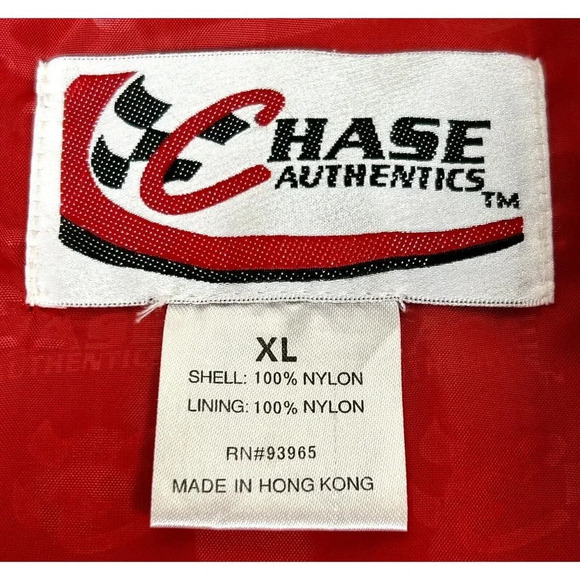 CHASE
AUTHENTICS
TM
XL
SHELL: 100% NYLON
LINING: 100% NYLON
RN#93965
MADE IN HONG KONG